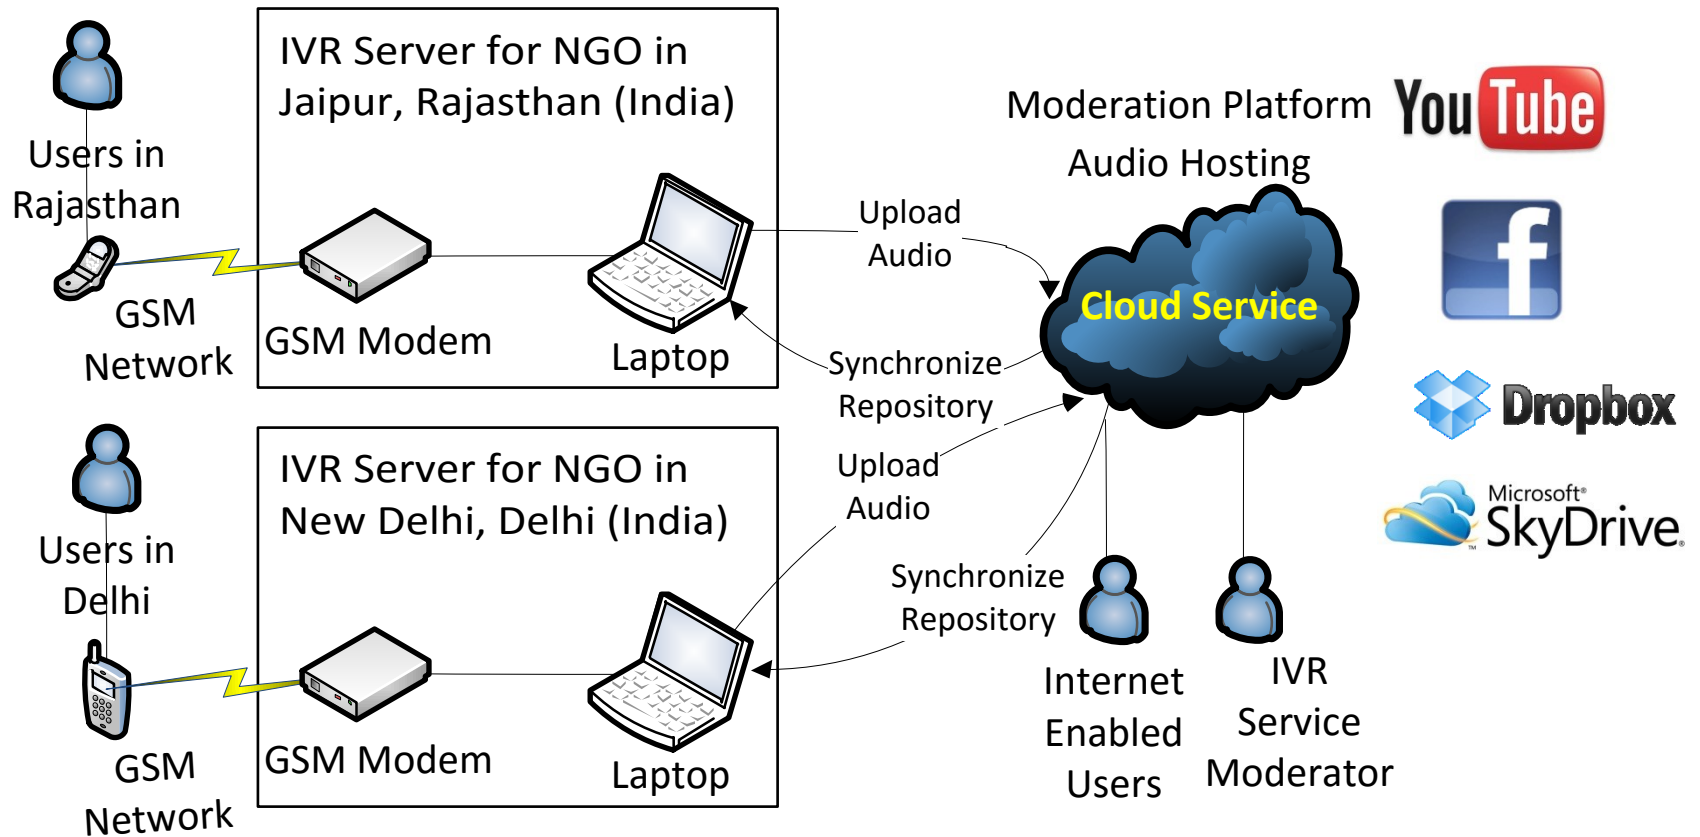 Users in
Rajasthan
GSM
Network
IVR Server for NGO in
Jaipur, Rajasthan (India)
GSM Modem
Laptop
Upload
Audio
Synchronize
Repository
Moderation Platform
Audio Hosting
Cloud Service
YouTube
f
Dropbox
Microsoft®
SkyDrive®
™
Users in
Delhi
GSM
Network
IVR Server for NGO in
New Delhi, Delhi (India)
GSM Modem
Laptop
Upload
Audio
Synchronize
Repository
Internet
Enabled
Users
IVR
Service
Moderator